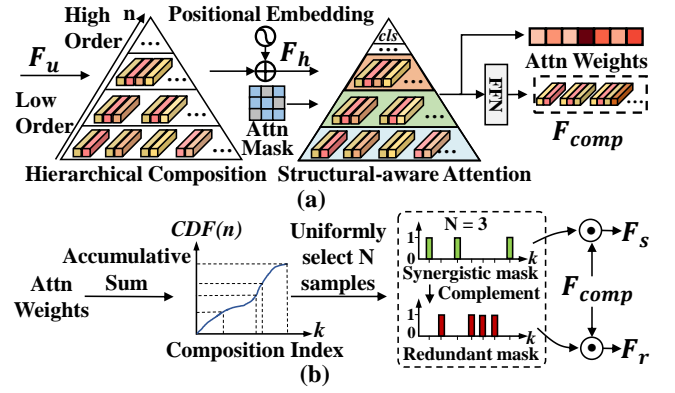 High
Order
n
...
Positional Embedding
cls
...
F_u
F_h
Low
Order
...
...
...
Attn
Mask
...
...
...
FFN
Attn Weights
...
F_comp
Hierarchical Composition
Structural-aware Attention
(a)
CDF(n)
Accumulative
Sum
Attn
Weights
k
Composition Index
Uniformly
select N
samples
N = 3
1
0
k
Synergistic mask
Complement
1
0
k
Redundant mask
F_s
F_comp
F_r
(b)